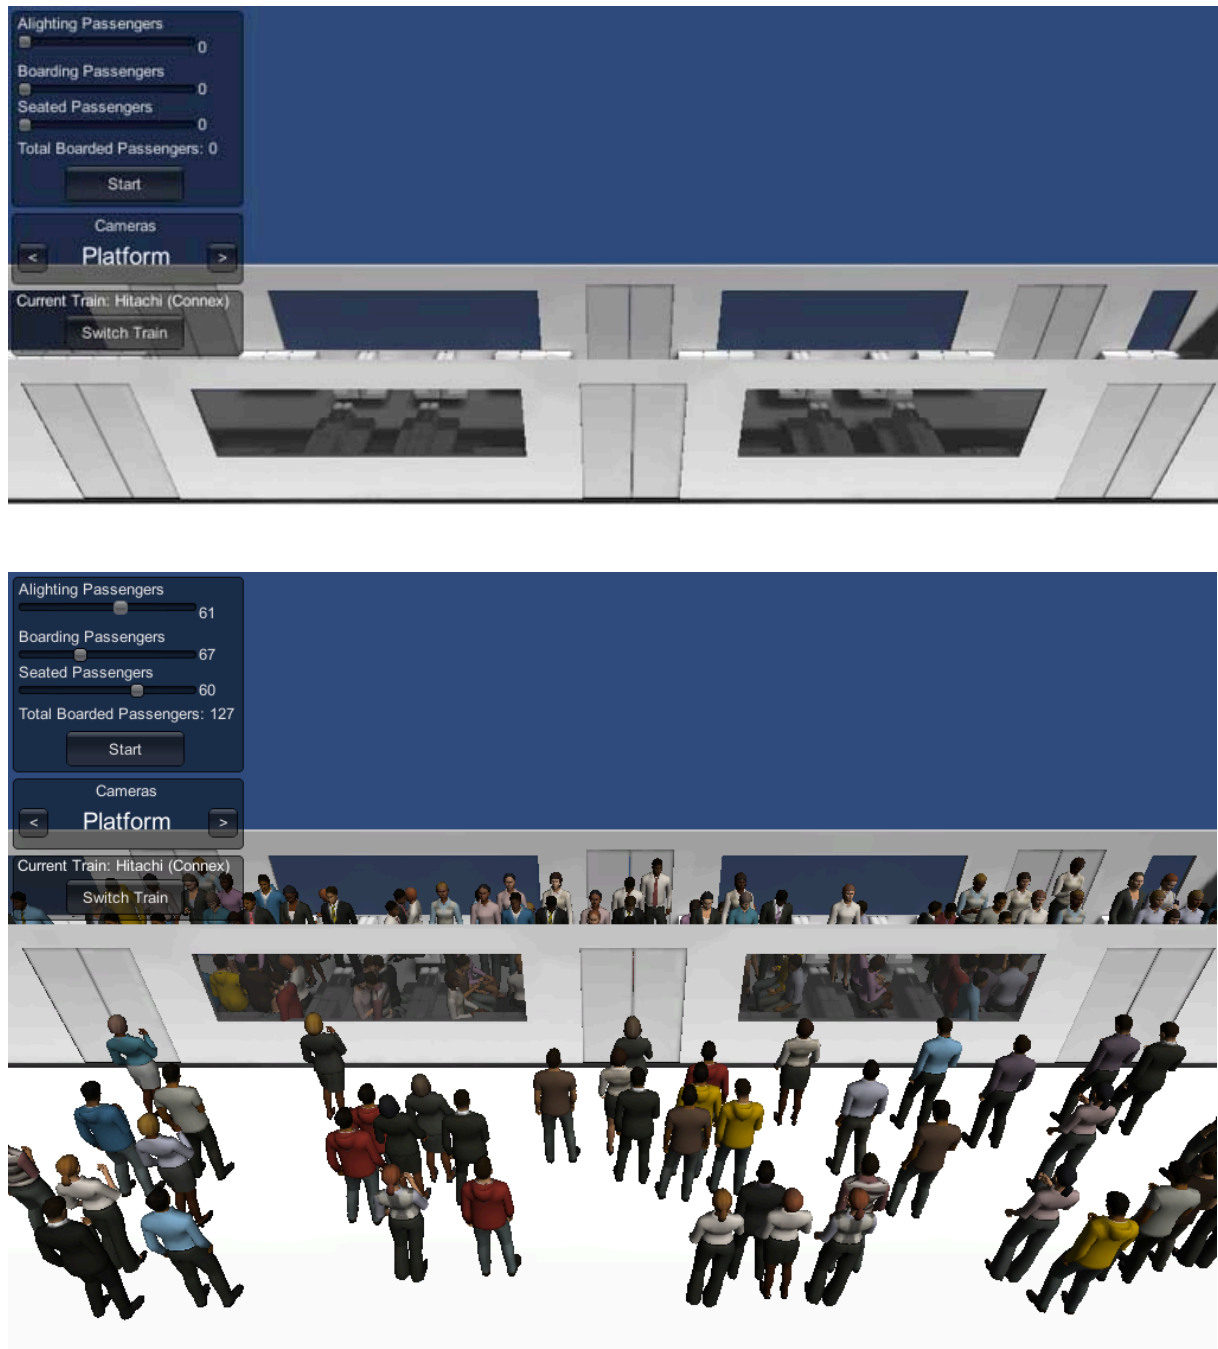 Alighting Passengers
0
Boarding Passengers
0
Seated Passengers
0
Total Boarded Passengers: 0
Start
Cameras
< Platform >
Current Train: Hitachi (Connex)
Switch Train
Alighting Passengers
61
Boarding Passengers
67
Seated Passengers
60
Total Boarded Passengers: 127
Start
Cameras
< Platform >
Current Train: Hitachi (Connex)
Switch Train